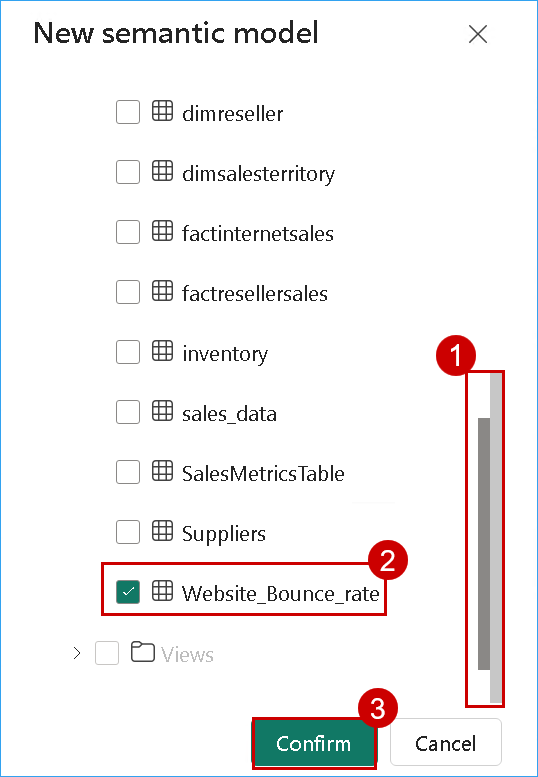 New semantic model
dimreseller
dimsalesterritory
factinternetsales
factresellersales
1
inventory
sales_data
SalesMetricsTable
Suppliers
2
Website_Bounce_rate
Views
3
Confirm
Cancel